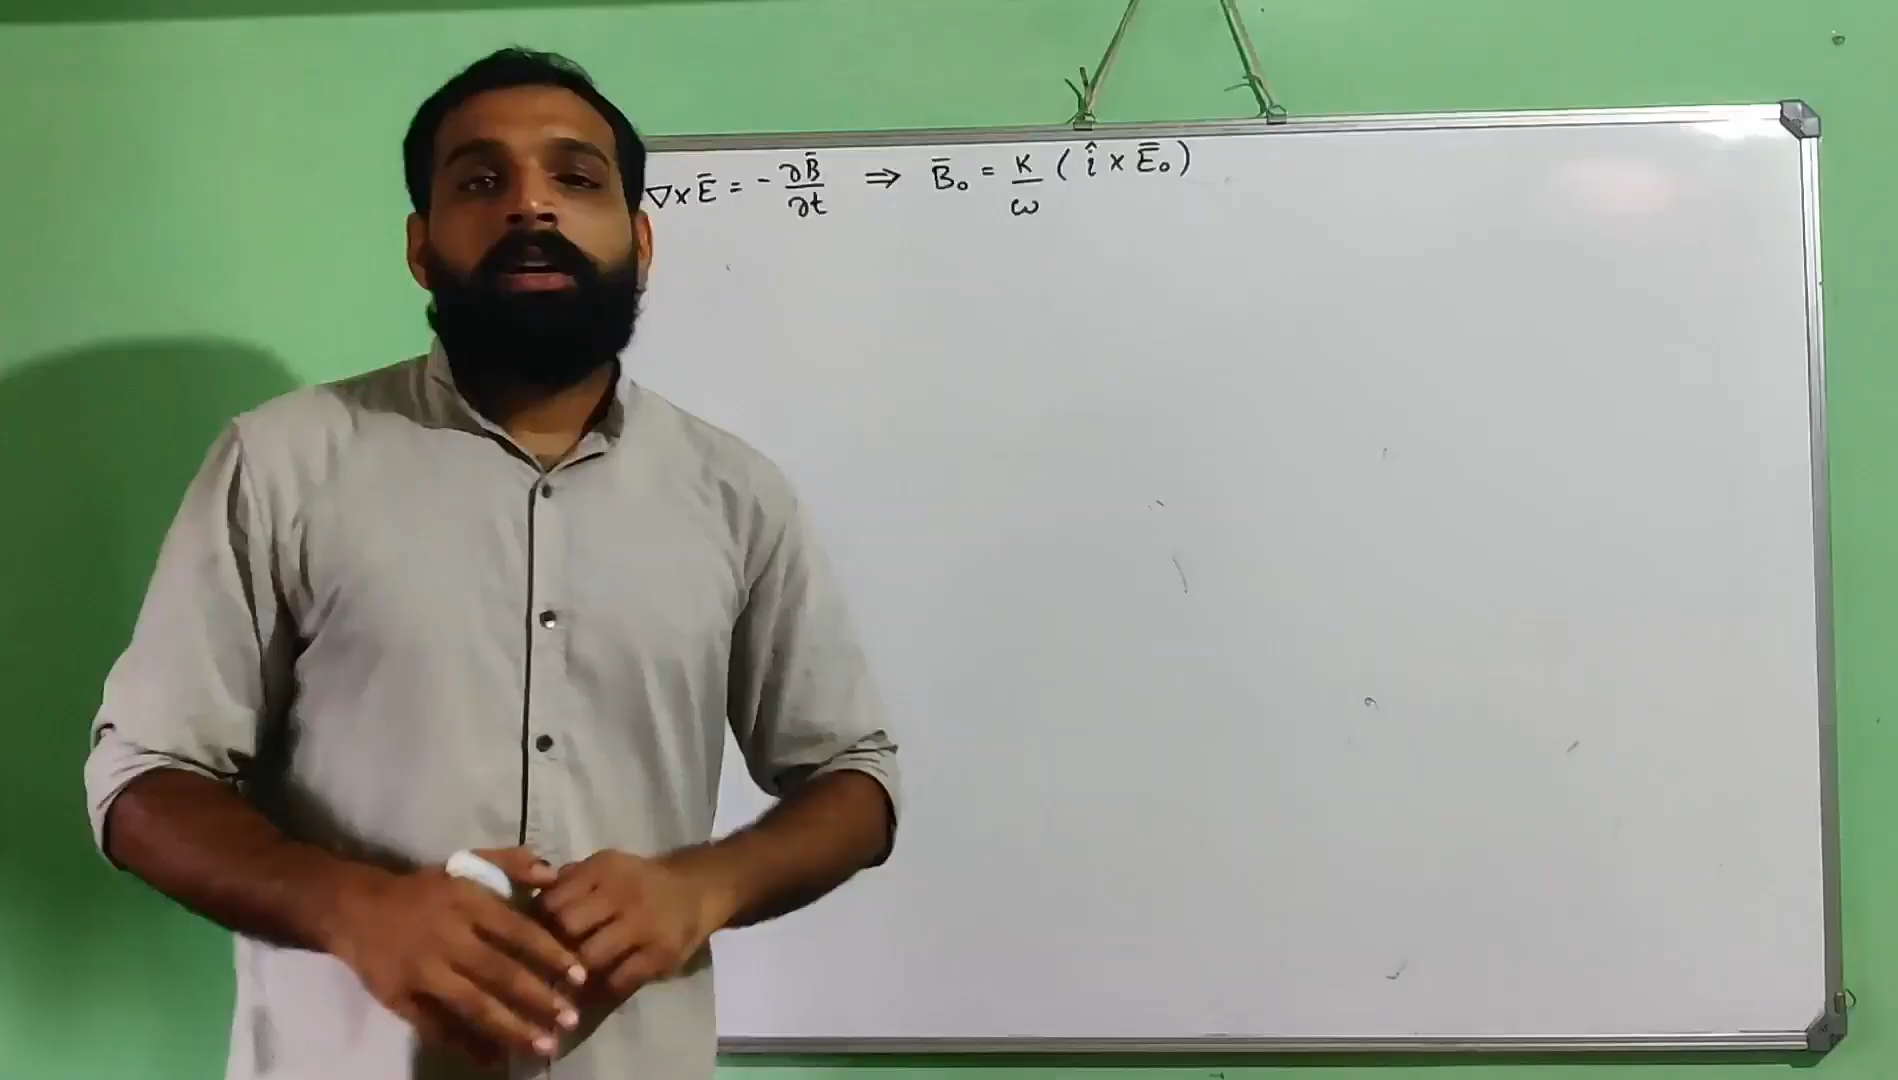 ∇×Ē = -∂B̄/∂t ⇒ B̄₀ = K/ω (î × Ē₀)